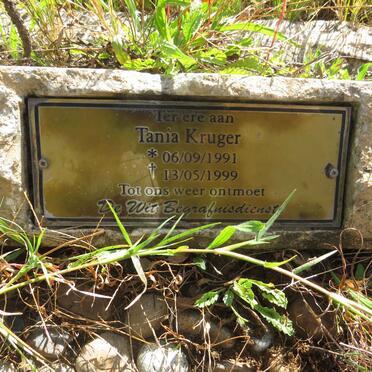 Ter ere aan
Tania Kruger
* 06/09/1991
† 13/05/1999
Tot ons weer ontmoet
De Wit Begrafnisdienste